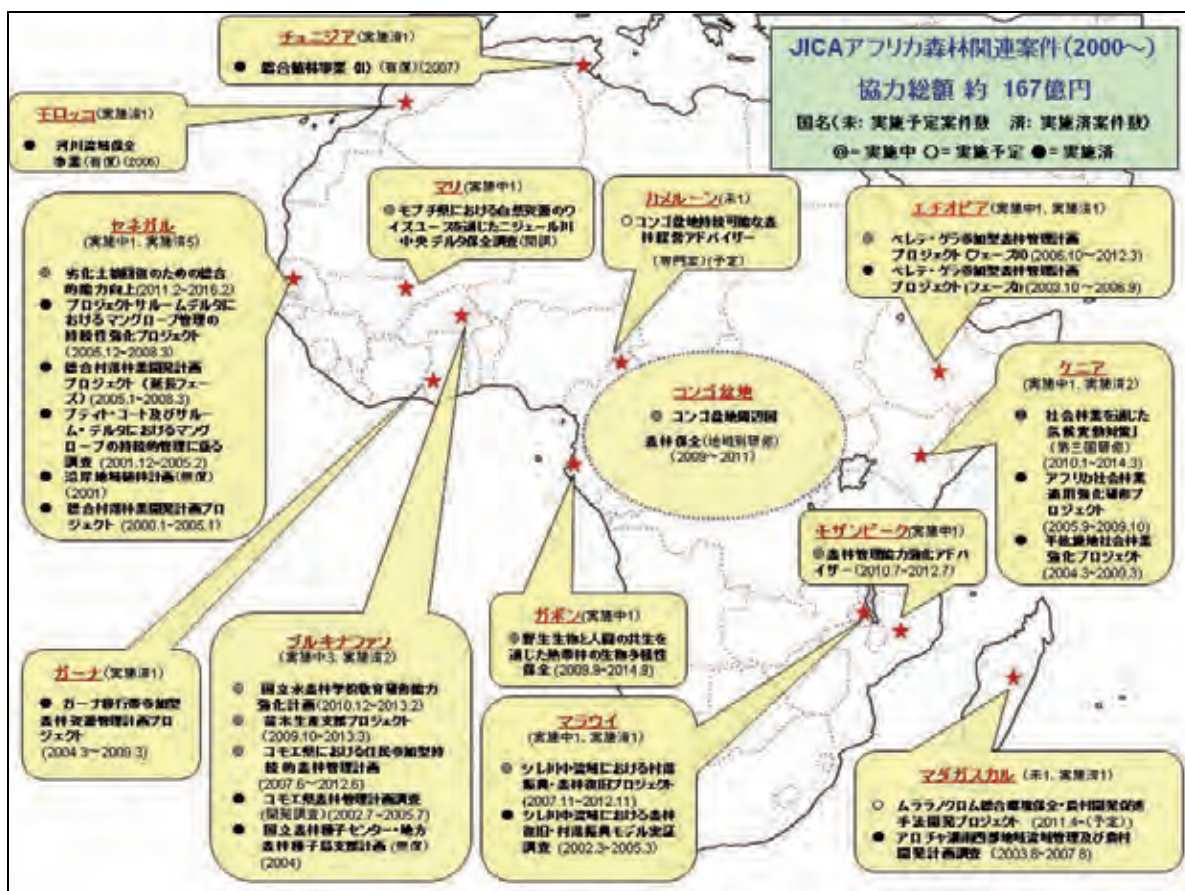 JICAアフリカ森林関連案件(2000~)
協力総額 約 167億円
国名(未: 実施予定案件数 済: 実施済案件数)
◎= 実施中 ○= 実施予定 ●= 実施済
チュニジア(実施済1)
● 総合植林事業 (II) (有償)(2007)
モロッコ(実施済1)
● 河川流域保全
事業(有償)(2006)
セネガル
(実施中1、実施済5)
◎ 劣化土壌回復のための総合
的能力向上(2011.2~2016.2)
● プロジェクトサルームデルタに
おけるマングローブ管理の
持続性強化プロジェクト
(2005.12~2008.3)
● 総合村落林業開発計画
プロジェクト(延長フェー
ズ) (2005.1~2008.3)
● プティト・コート及びサルー
ム・デルタにおけるマング
ローブの持続的管理に係る
調査 (2001.12~2005.2)
● 沿岸地域植林計画(無償)
(2001)
● 総合村落林業開発計画プロ
ジェクト (2000.1~2005.1)
マリ(実施中1)
◎ モプチ県における自然資源のワ
イズユースを通じたニジェール川
中央デルタ保全調査(開調)
カメルーン(未1)
○コンゴ盆地持続可能な森
林経営アドバイザー
(専門家)(予定)
エチオピア(実施中1、実施済1)
◎ ベレテ・ゲラ参加型森林管理計画
プロジェクト(フェーズII) (2006.10~2012.3)
● ベレテ・ゲラ参加型森林管理計画
プロジェクト(フェーズI) (2003.10~2006.9)
コンゴ盆地
◎ コンゴ盆地周辺国
森林保全(地域別研修)
(2009~2011)
ケニア
(実施中1、実施済2)
社会林業を通じた
気候変動対策」
(第三国研修)
(2010.1~2014.3)
● アフリカ社会林業
適用強化研修プ
ロジェクト
(2005.9~2009.10)
● 半乾燥地社会林業
強化プロジェクト
(2004.3~2009.3)
モザンビーク(実施中1)
◎森林管理能力強化アドバ
イザー(2010.7~2012.7)
ガーナ(実施済1)
● ガーナ移行帯参加型
森林資源管理計画プロ
ジェクト
(2004.3~2009.3)
ブルキナファソ
(実施中3、実施済2)
◎ 国立水森林学校教育研修能力
強化計画(2010.12~2013.2)
◎ 苗木生産支援プロジェクト
(2009.10~2013.3)
◎ コモエ県における住民参加型持
続的森林管理計画
(2007.6~2012.6)
● コモエ県森林管理計画調査
(開発調査)(2002.7~2005.7)
● 国立森林種子センター・地方
森林種子局支援計画 (無償)
(2004)
ガボン(実施中1)
◎野生生物と人間の共生を
通じた熱帯林の生物多様性
保全(2009.9~2014.9)
マラウイ
(実施中1、実施済1)
◎ シレ川中流域における村落
振興・森林復旧プロジェクト
(2007.11~2012.11)
● シレ川中流域における森林
復旧・村落振興モデル実証
調査 (2002.3~2005.3)
マダガスカル (未1、実施済1)
○ ムララノクロム総合環境保全・農村開発促進
手法開発プロジェクト (2011.4~(予定))
● アロチャ湖南西部地域流域管理及び農村
開発計画調査 (2003.8~2007.8)